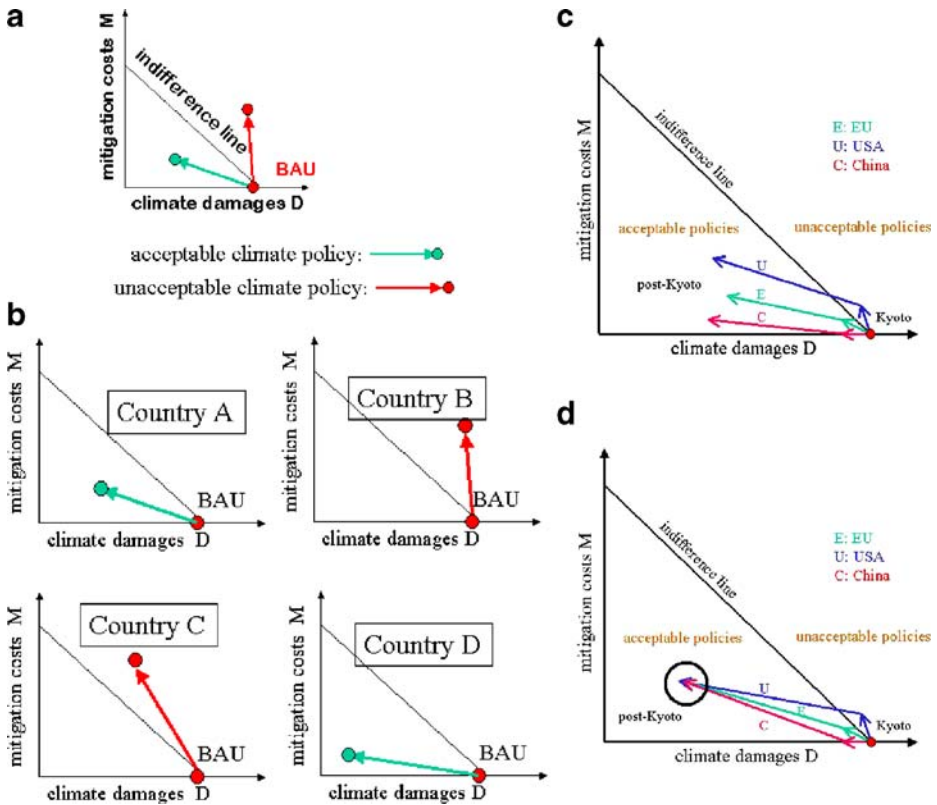 a
mitigation costs M
indifference line
BAU
climate damages D
acceptable climate policy:
unacceptable climate policy:
b
mitigation costs M
Country A
BAU
climate damages D
mitigation costs M
Country B
BAU
climate damages D
mitigation costs M
Country C
BAU
climate damages D
mitigation costs M
Country D
BAU
climate damages D
c
mitigation costs M
indifference line
E: EU
U: USA
C: China
acceptable policies
unacceptable policies
U
post-Kyoto
E
C
Kyoto
climate damages D
d
mitigation costs M
indifference line
E: EU
U: USA
C: China
acceptable policies
unacceptable policies
U
E
post-Kyoto
C
Kyoto
climate damages D